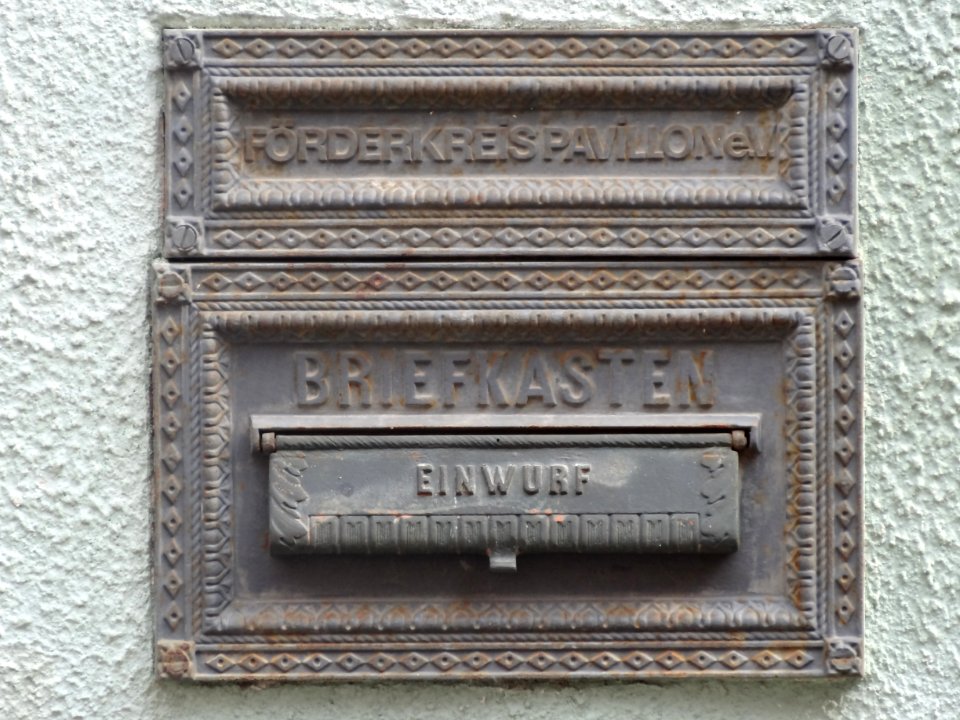 FÖRDERKREIS PAVILLON e.V.
BRIEFKASTEN
EINWURF